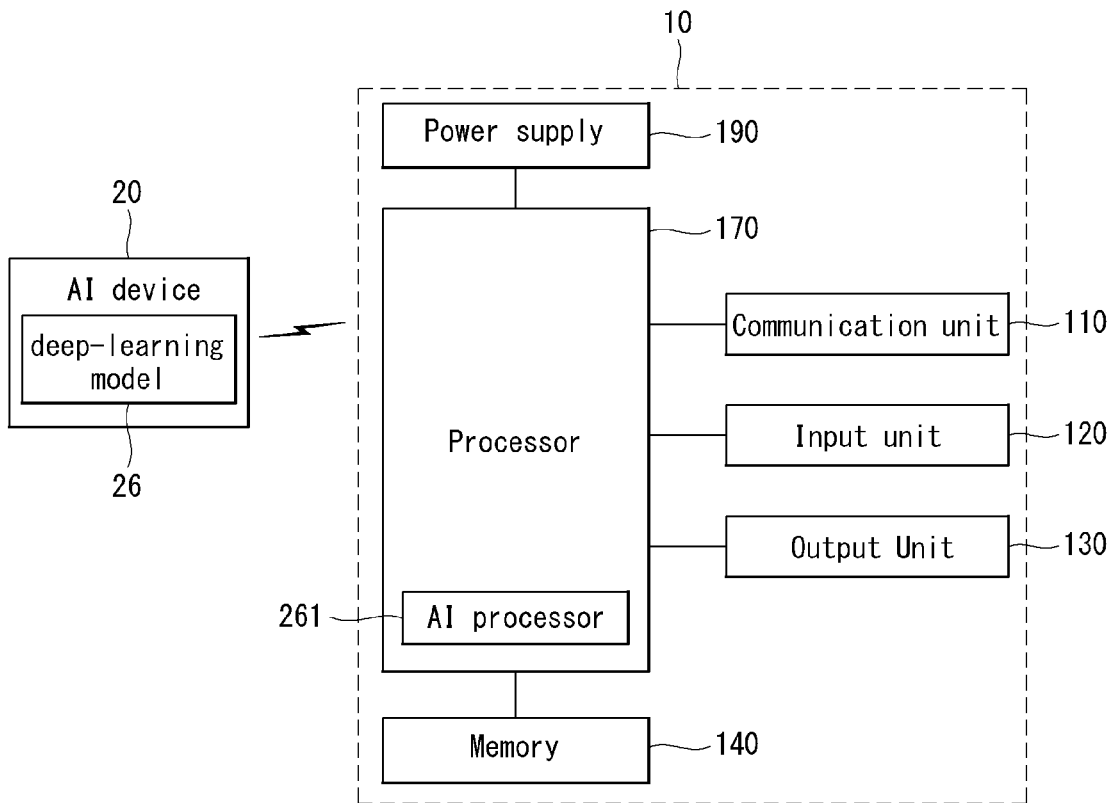 10
Power supply
190
20
170
AI device
deep-learning
model
26
Communication unit
110
Processor
Input unit
120
Output Unit
130
261
AI processor
Memory
140